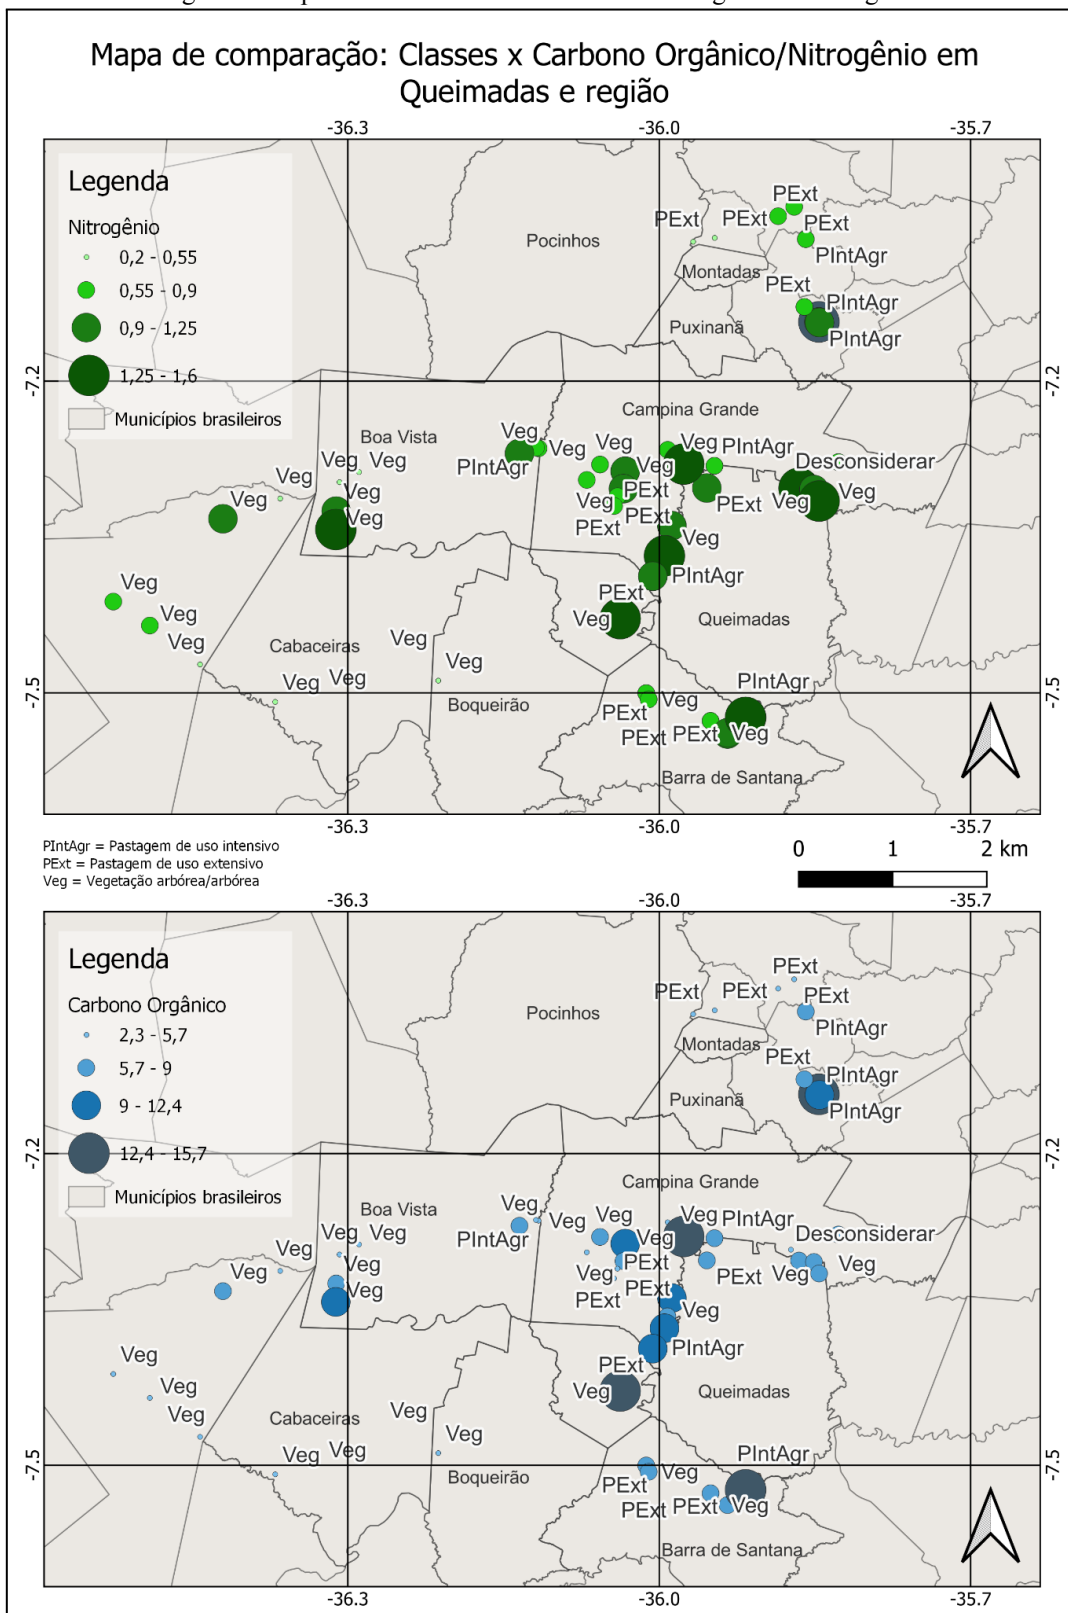 Mapa de comparação: Classes x Carbono Orgânico/Nitrogênio em
Queimadas e região
-36.3 -36.0 -35.7
Legenda
Nitrogênio
0,2 - 0,55
0,55 - 0,9
0,9 - 1,25
1,25 - 1,6
Municípios brasileiros
PExt
PExt PExt PExt
Pocinhos
PIntAgr
Montadas
PExt
PIntAgr
Puxinanã
PIntAgr
-7.2 -7.2
Campina Grande
Boa Vista
Veg Veg Veg Veg PIntAgr
Veg Veg PIntAgr Veg Desconsiderar
Veg Veg PExt
Veg Veg Veg PExt Veg Veg
Veg PExt PExt
Veg
PIntAgr
Veg PExt
Veg Veg Queimadas
Veg Cabaceiras Veg
Veg
Veg Veg PIntAgr
-7.5 -7.5
Boqueirão PExt Veg
PExt PExt Veg
Barra de Santana
-36.3 -36.0 -35.7
PIntAgr = Pastagem de uso intensivo
PExt = Pastagem de uso extensivo
Veg = Vegetação arbórea/arbórea
0 1 2 km
-36.3 -36.0 -35.7
Legenda
Carbono Orgânico
2,3 - 5,7
5,7 - 9
9 - 12,4
12,4 - 15,7
Municípios brasileiros
PExt
PExt PExt PExt
Pocinhos
PIntAgr
Montadas
PExt
PIntAgr
Puxinanã
PIntAgr
-7.2 -7.2
Campina Grande
Boa Vista
Veg Veg Veg Veg PIntAgr
Veg Veg PIntAgr Veg Desconsiderar
Veg Veg PExt
Veg Veg Veg PExt Veg Veg
Veg PExt PExt
Veg
PIntAgr
Veg PExt
Veg Veg Queimadas
Veg Cabaceiras Veg
Veg
Veg Veg PIntAgr
-7.5 -7.5
Boqueirão PExt Veg
PExt PExt Veg
Barra de Santana
-36.3 -36.0 -35.7